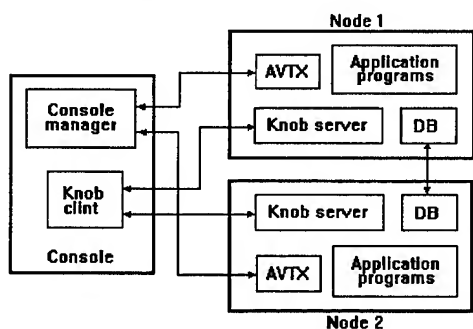 Node 1
AVTX
Application
programs
Console
manager
Knob server
DB
Knob
clint
Knob server
DB
Console
AVTX
Application
programs
Node 2